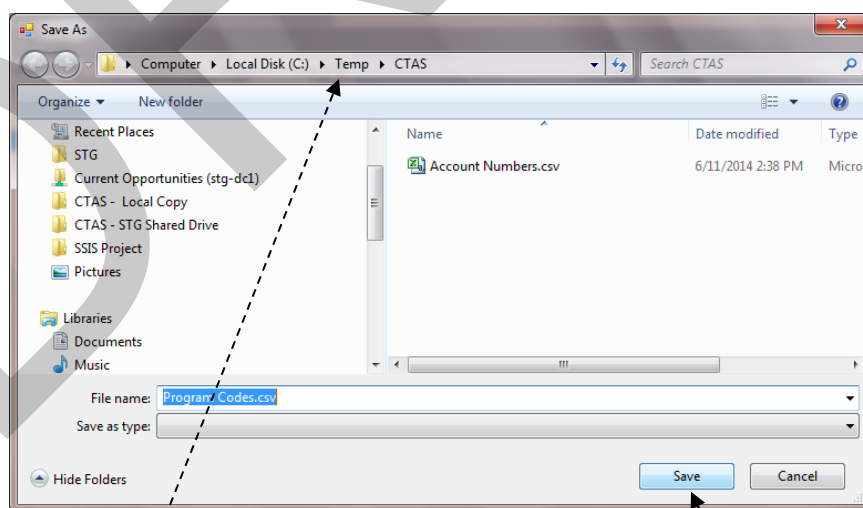 Save As
Computer Local Disk (C:) Temp CTAS
Search CTAS
Organize New folder
Recent Places
STG
Current Opportunities (stg-dc1)
CTAS - Local Copy
CTAS - STG Shared Drive
SSIS Project
Pictures
Libraries
Documents
Music
Name Date modified Type
Account Numbers.csv 6/11/2014 2:38 PM Micro
File name: Program Codes.csv
Save as type:
Hide Folders
Save Cancel